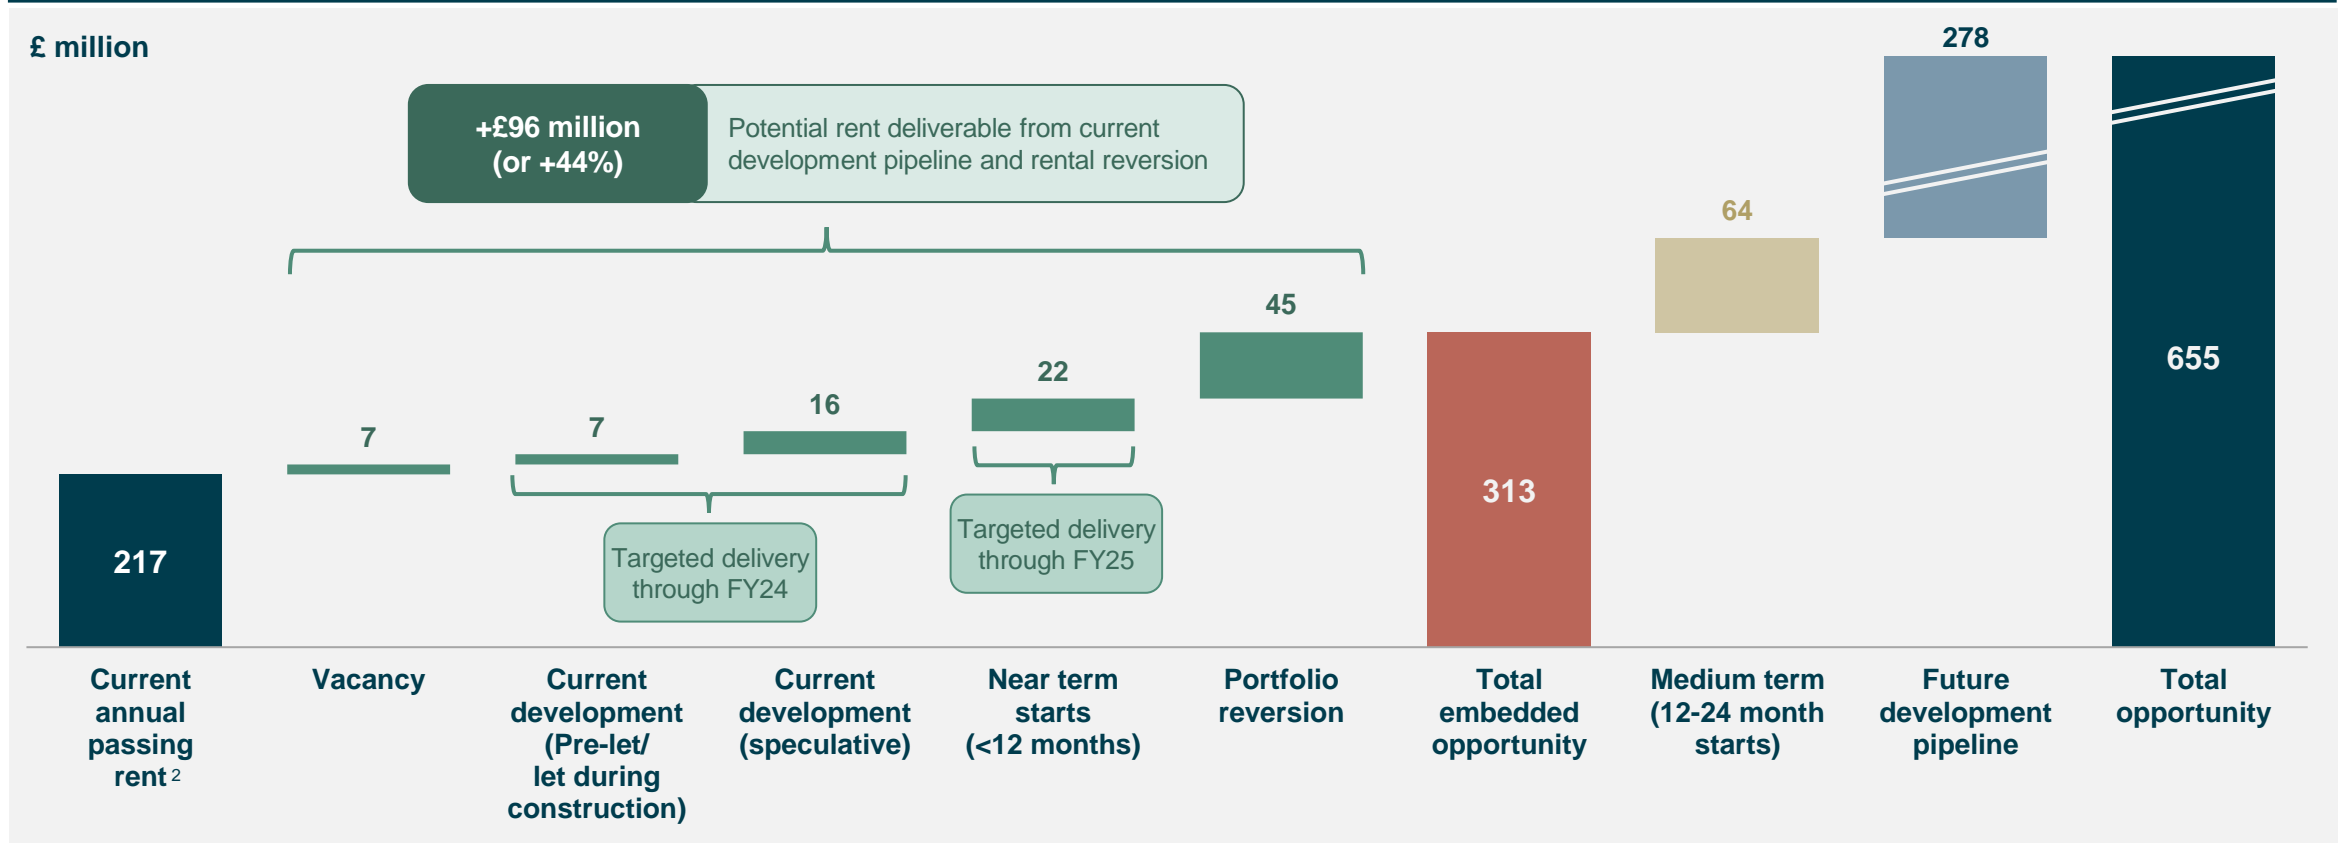 £ million
+£96 million
(or +44%)
Potential rent deliverable from current
development pipeline and rental reversion
217
7
7
16
22
45
313
64
278
655
Targeted delivery
through FY24
Targeted delivery
through FY25
Current
annual
passing
rent 2
Vacancy
Current
development
(Pre-let/
let during
construction)
Current
development
(speculative)
Near term
starts
(<12 months)
Portfolio
reversion
Total
embedded
opportunity
Medium term
(12-24 month
starts)
Future
development
pipeline
Total
opportunity